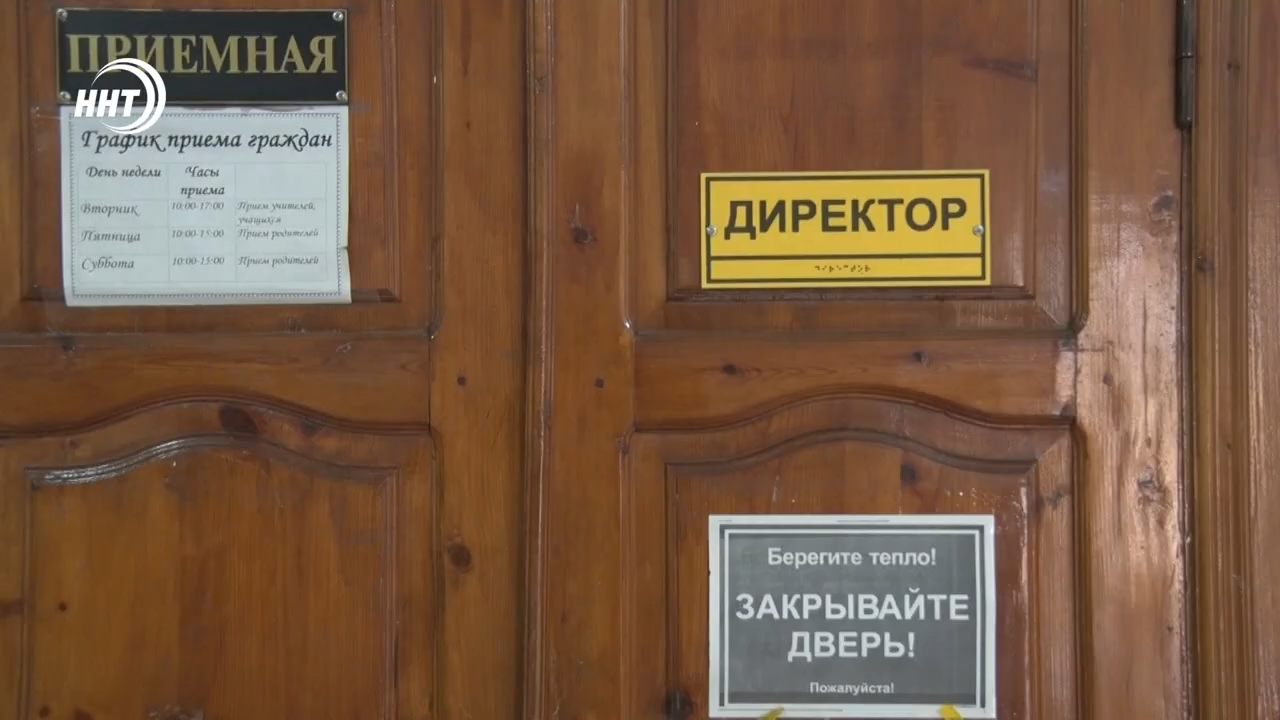 ПРИЕМНАЯ
ННТ
График приема граждан
День недели Часы приема
Вторник 10:00-17:00 Прием учителей, учащихся
Пятница 10:00-15:00 Прием родителей
Суббота 10:00-15:00 Прием родителей
ДИРЕКТОР
Берегите тепло!
ЗАКРЫВАЙТЕ
ДВЕРЬ!
Пожалуйста!